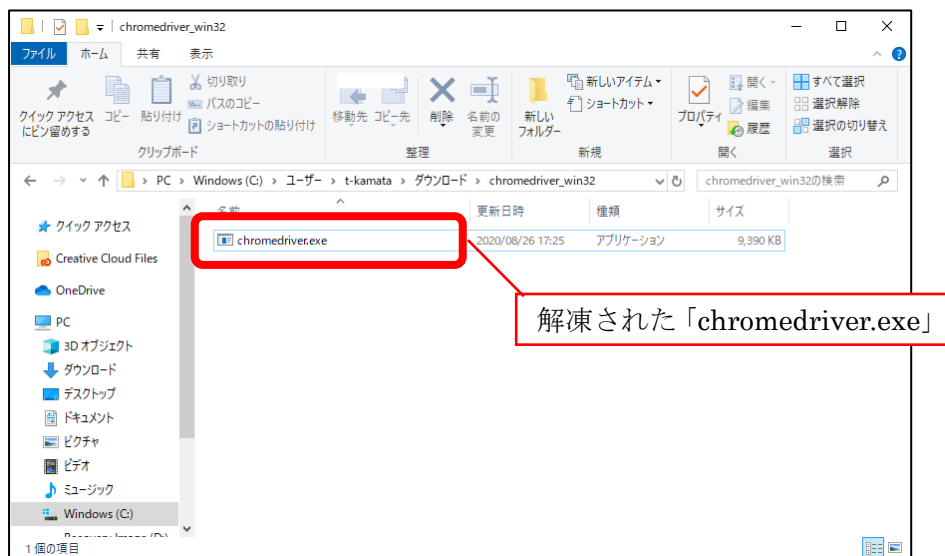 chromedriver_win32
ファイル ホーム 共有 表示
クイック アクセス
にピン留めする
コピー 貼り付け
切り取り
パスのコピー
ショートカットの貼り付け
クリップボード
移動先 コピー先 削除 名前の
変更
整理
新しい
フォルダー
新しいアイテム
ショートカット
新規
プロパティ
開く
編集
履歴
開く
すべて選択
選択解除
選択の切り替え
選択
PC > Windows (C:) > ユーザー > t-kamata > ダウンロード > chromedriver_win32
chromedriver_win32の検索
名前 更新日時 種類 サイズ
chromedriver.exe 2020/08/26 17:25 アプリケーション 9,390 KB
解凍された「chromedriver.exe」
クイック アクセス
Creative Cloud Files
OneDrive
PC
3D オブジェクト
ダウンロード
デスクトップ
ドキュメント
ピクチャ
ビデオ
ミュージック
Windows (C:)
Recovery Image (D:)
1 個の項目